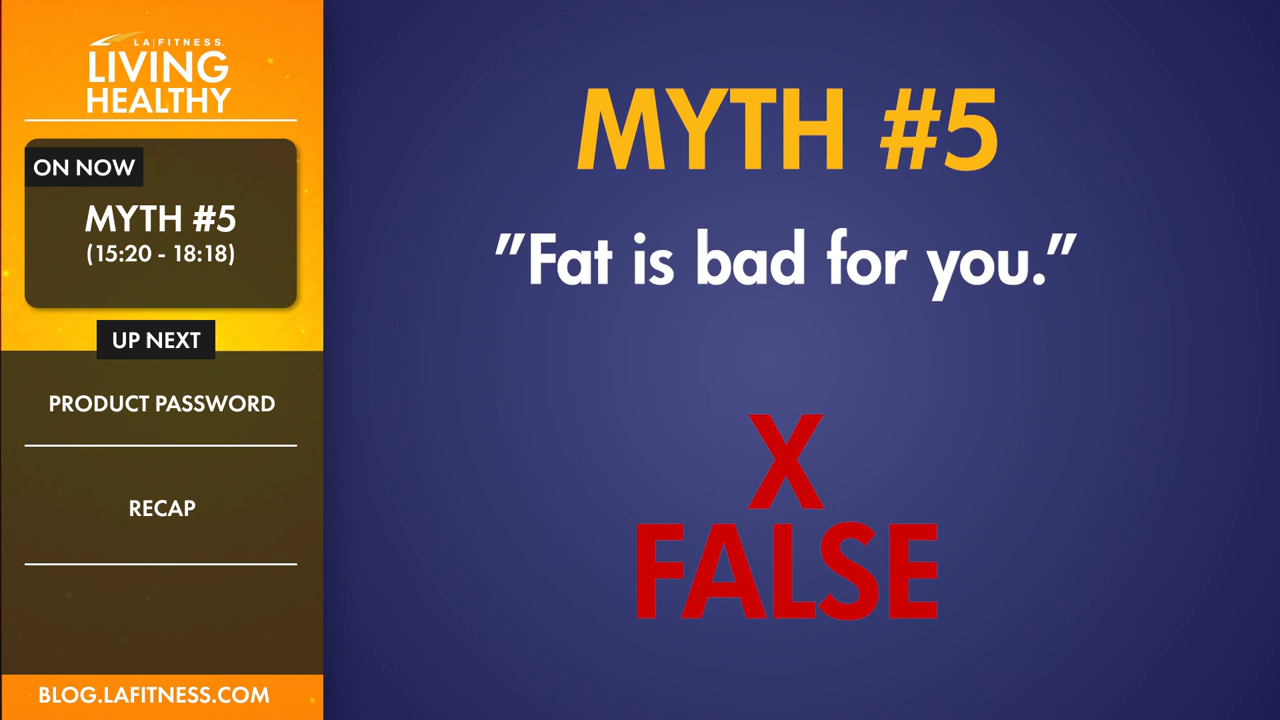 LA|FITNESS.
LIVING
HEALTHY
ON NOW
MYTH #5
(15:20 - 18:18)
UP NEXT
PRODUCT PASSWORD
RECAP
BLOG.LAFITNESS.COM
MYTH #5
"Fat is bad for you."
X
FALSE